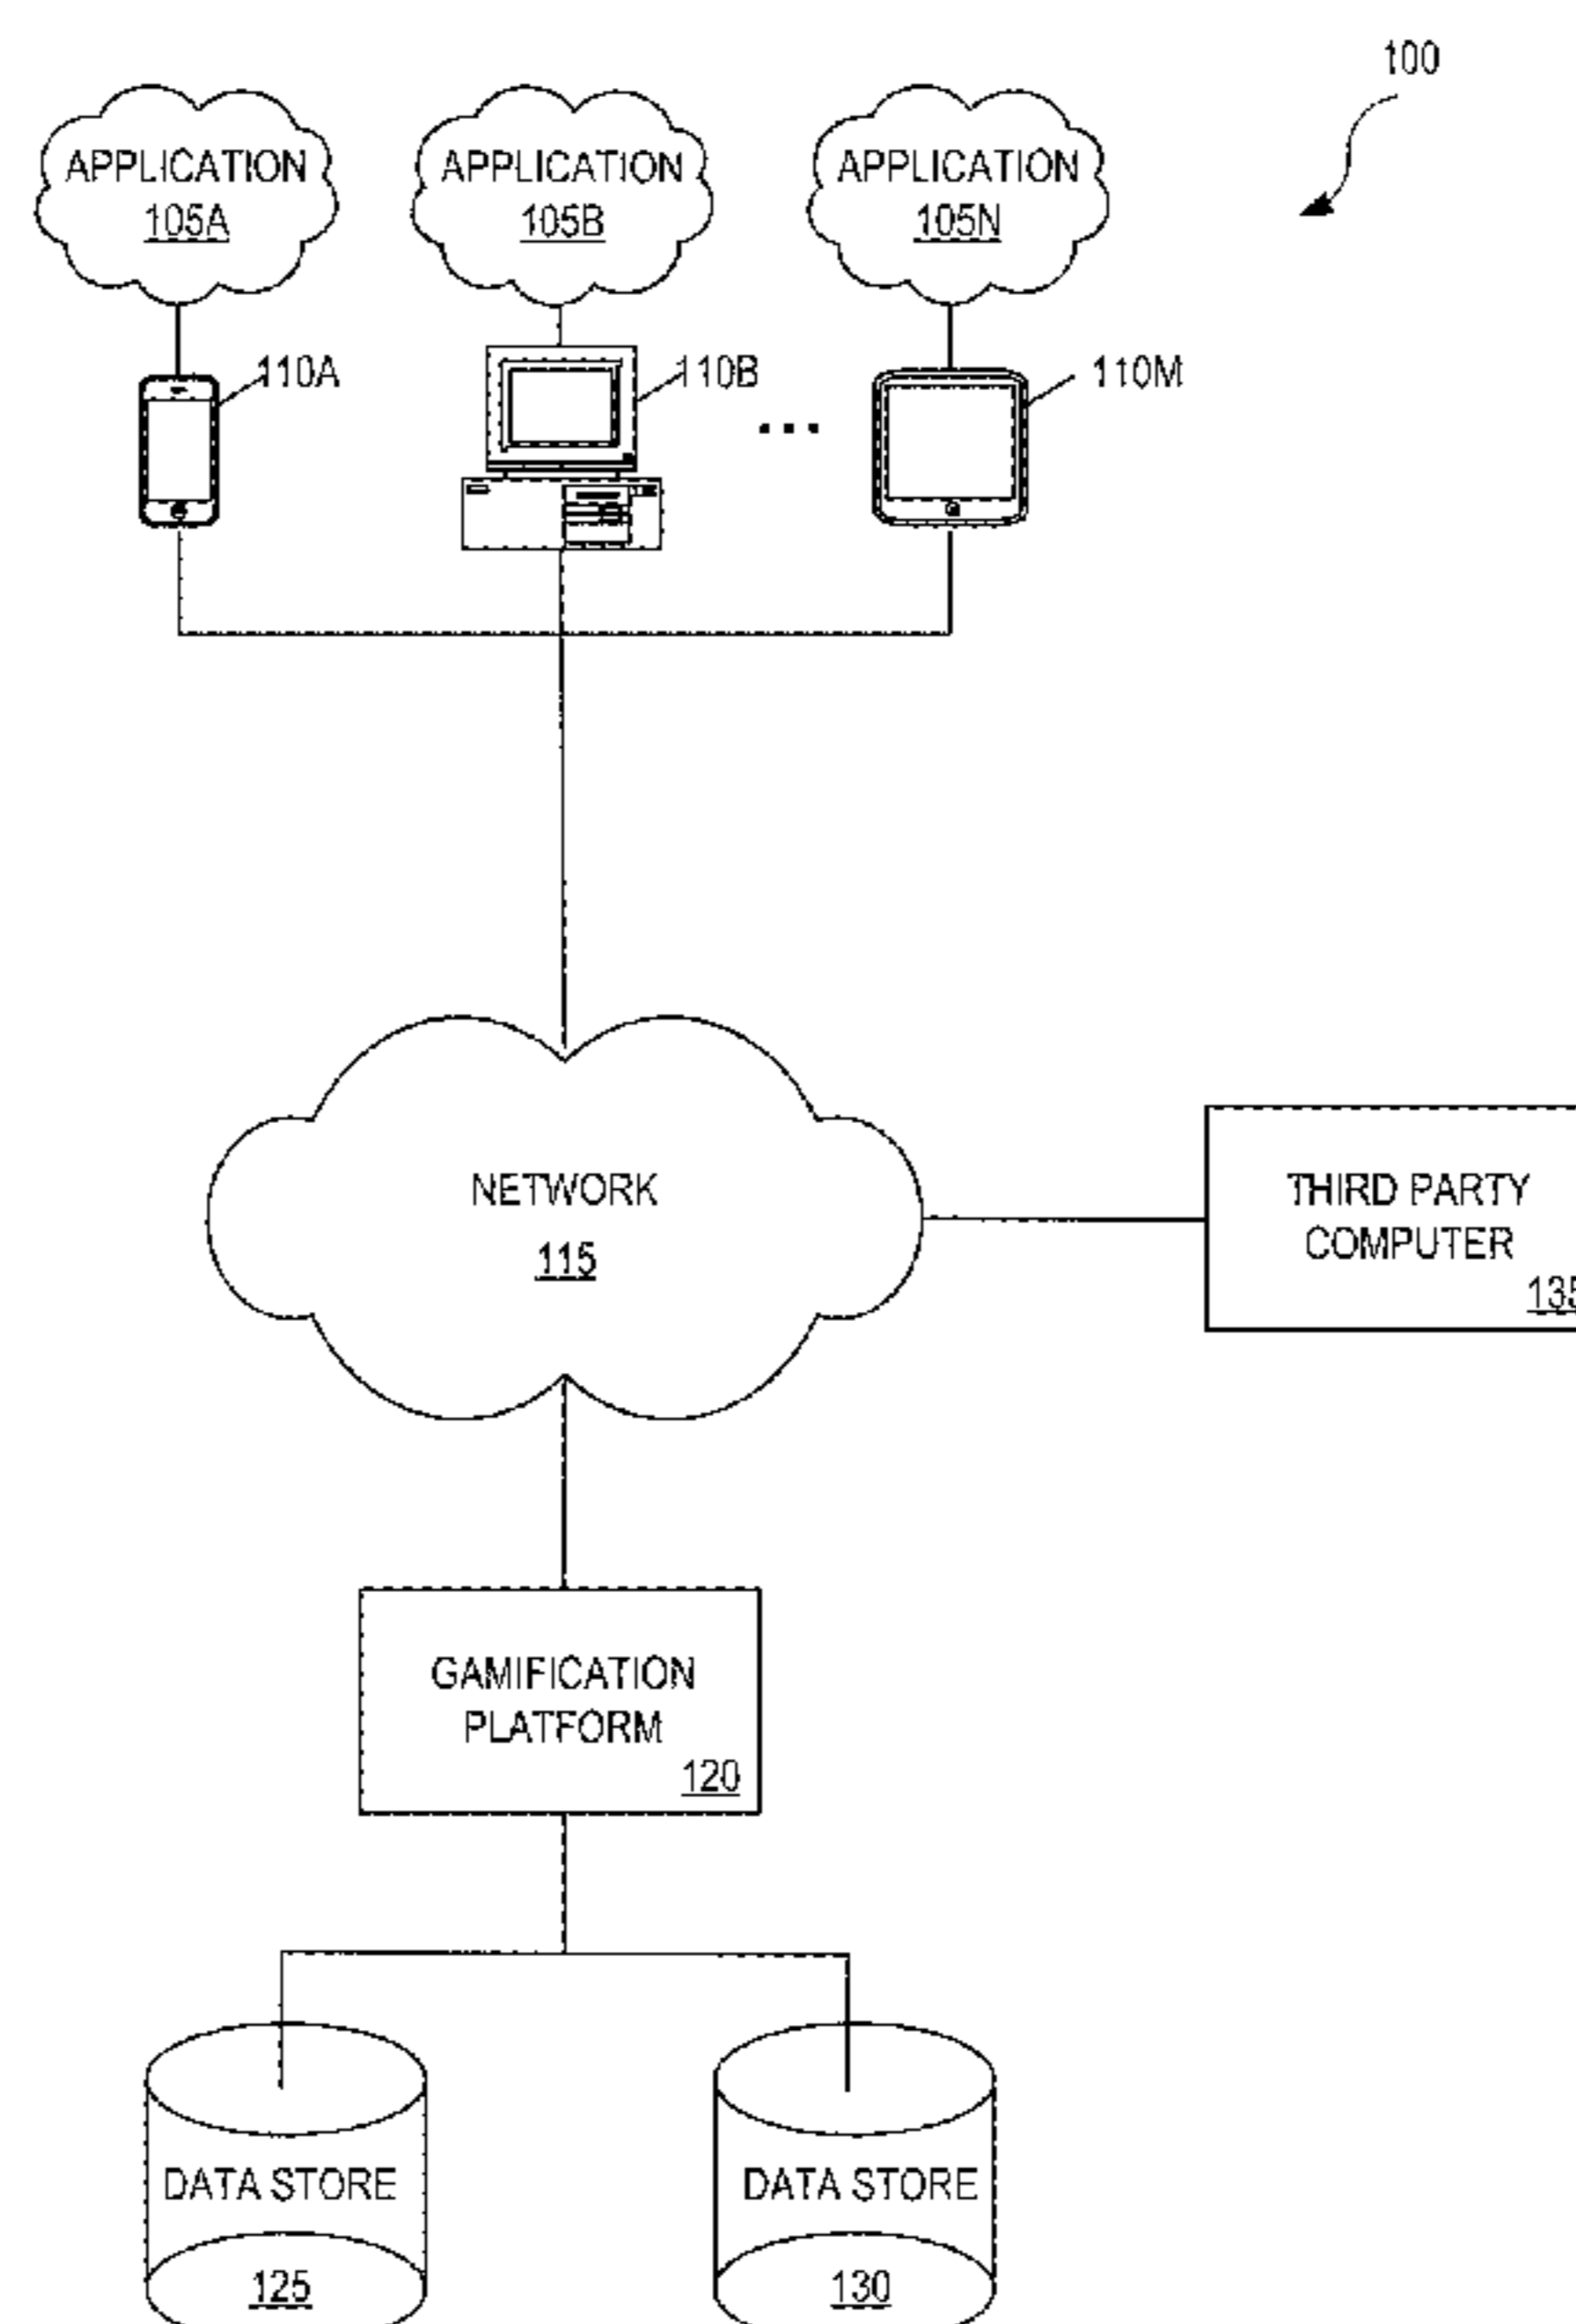 100
APPLICATION
105A
APPLICATION
105B
APPLICATION
105N
110A
110B
110M
NETWORK
115
THIRD PARTY
COMPUTER
135
GAMIFICATION
PLATFORM
120
DATA STORE
125
DATA STORE
130